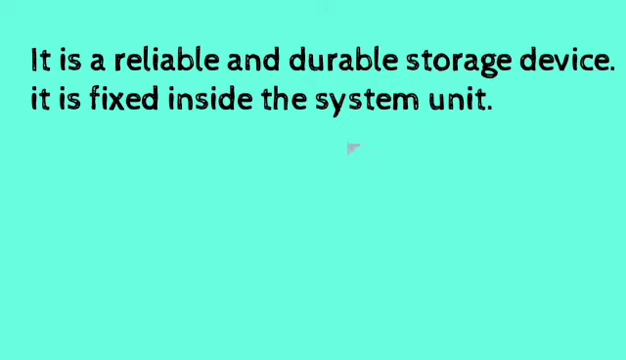 It is a reliable and durable storage device.
it is fixed inside the system unit.